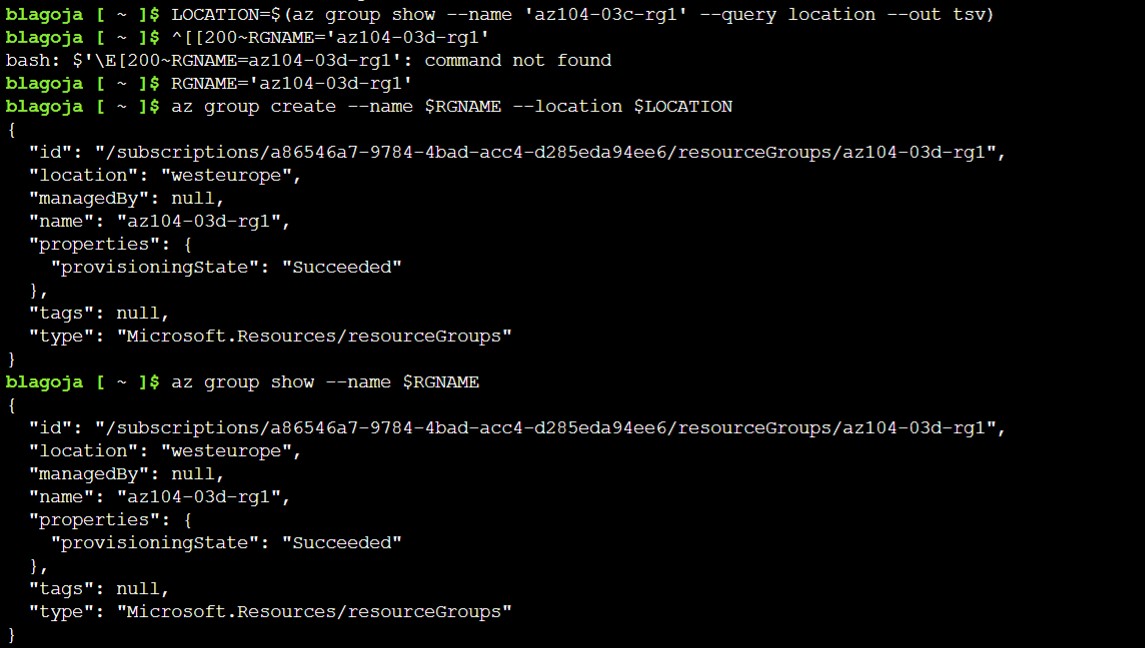 blagoja [ ~ ]$ LOCATION=$(az group show --name 'az104-03c-rg1' --query location --out tsv)
blagoja [ ~ ]$ ^[[200~RGNAME='az104-03d-rg1'
bash: $'\E[200~RGNAME=az104-03d-rg1': command not found
blagoja [ ~ ]$ RGNAME='az104-03d-rg1'
blagoja [ ~ ]$ az group create --name $RGNAME --location $LOCATION
{
  "id": "/subscriptions/a86546a7-9784-4bad-acc4-d285eda94ee6/resourceGroups/az104-03d-rg1",
  "location": "westeurope",
  "managedBy": null,
  "name": "az104-03d-rg1",
  "properties": {
    "provisioningState": "Succeeded"
  },
  "tags": null,
  "type": "Microsoft.Resources/resourceGroups"
}
blagoja [ ~ ]$ az group show --name $RGNAME
{
  "id": "/subscriptions/a86546a7-9784-4bad-acc4-d285eda94ee6/resourceGroups/az104-03d-rg1",
  "location": "westeurope",
  "managedBy": null,
  "name": "az104-03d-rg1",
  "properties": {
    "provisioningState": "Succeeded"
  },
  "tags": null,
  "type": "Microsoft.Resources/resourceGroups"
}